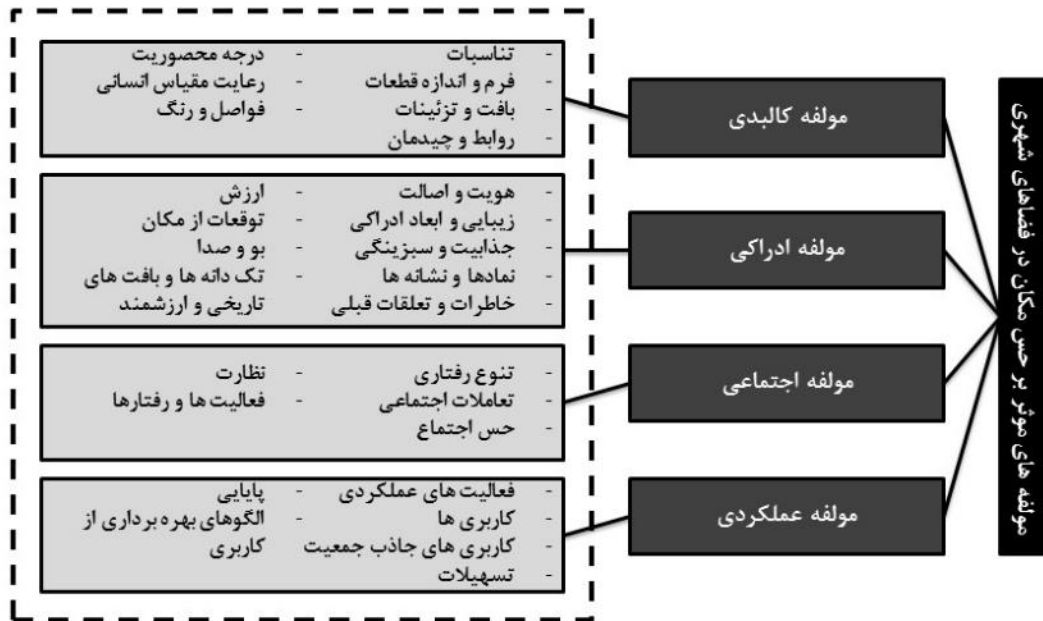 مولفه های موثر بر حس مکان در فضاهای شهری
مولفه کالبدی
- تناسبات
- فرم و اندازه قطعات
- بافت و تزئینات
- روابط و چیدمان
- درجه محصوریت
- رعایت مقیاس انسانی
- فواصل و رنگ
مولفه ادراکی
- هویت و اصالت
- زیبایی و ابعاد ادراکی
- جذابیت و سبزینگی
- نمادها و نشانه ها
- خاطرات و تعلقات قبلی
- ارزش
- توقعات از مکان
- بو و صدا
- تک دانه ها و بافت های
تاریخی و ارزشمند
مولفه اجتماعی
- تنوع رفتاری
- تعاملات اجتماعی
- حس اجتماع
- نظارت
- فعالیت ها و رفتارها
مولفه عملکردی
- فعالیت های عملکردی
- کاربری ها
- کاربری های جاذب جمعیت
- تسهیلات
- پایایی
- الگوهای بهره برداری از
کاربری